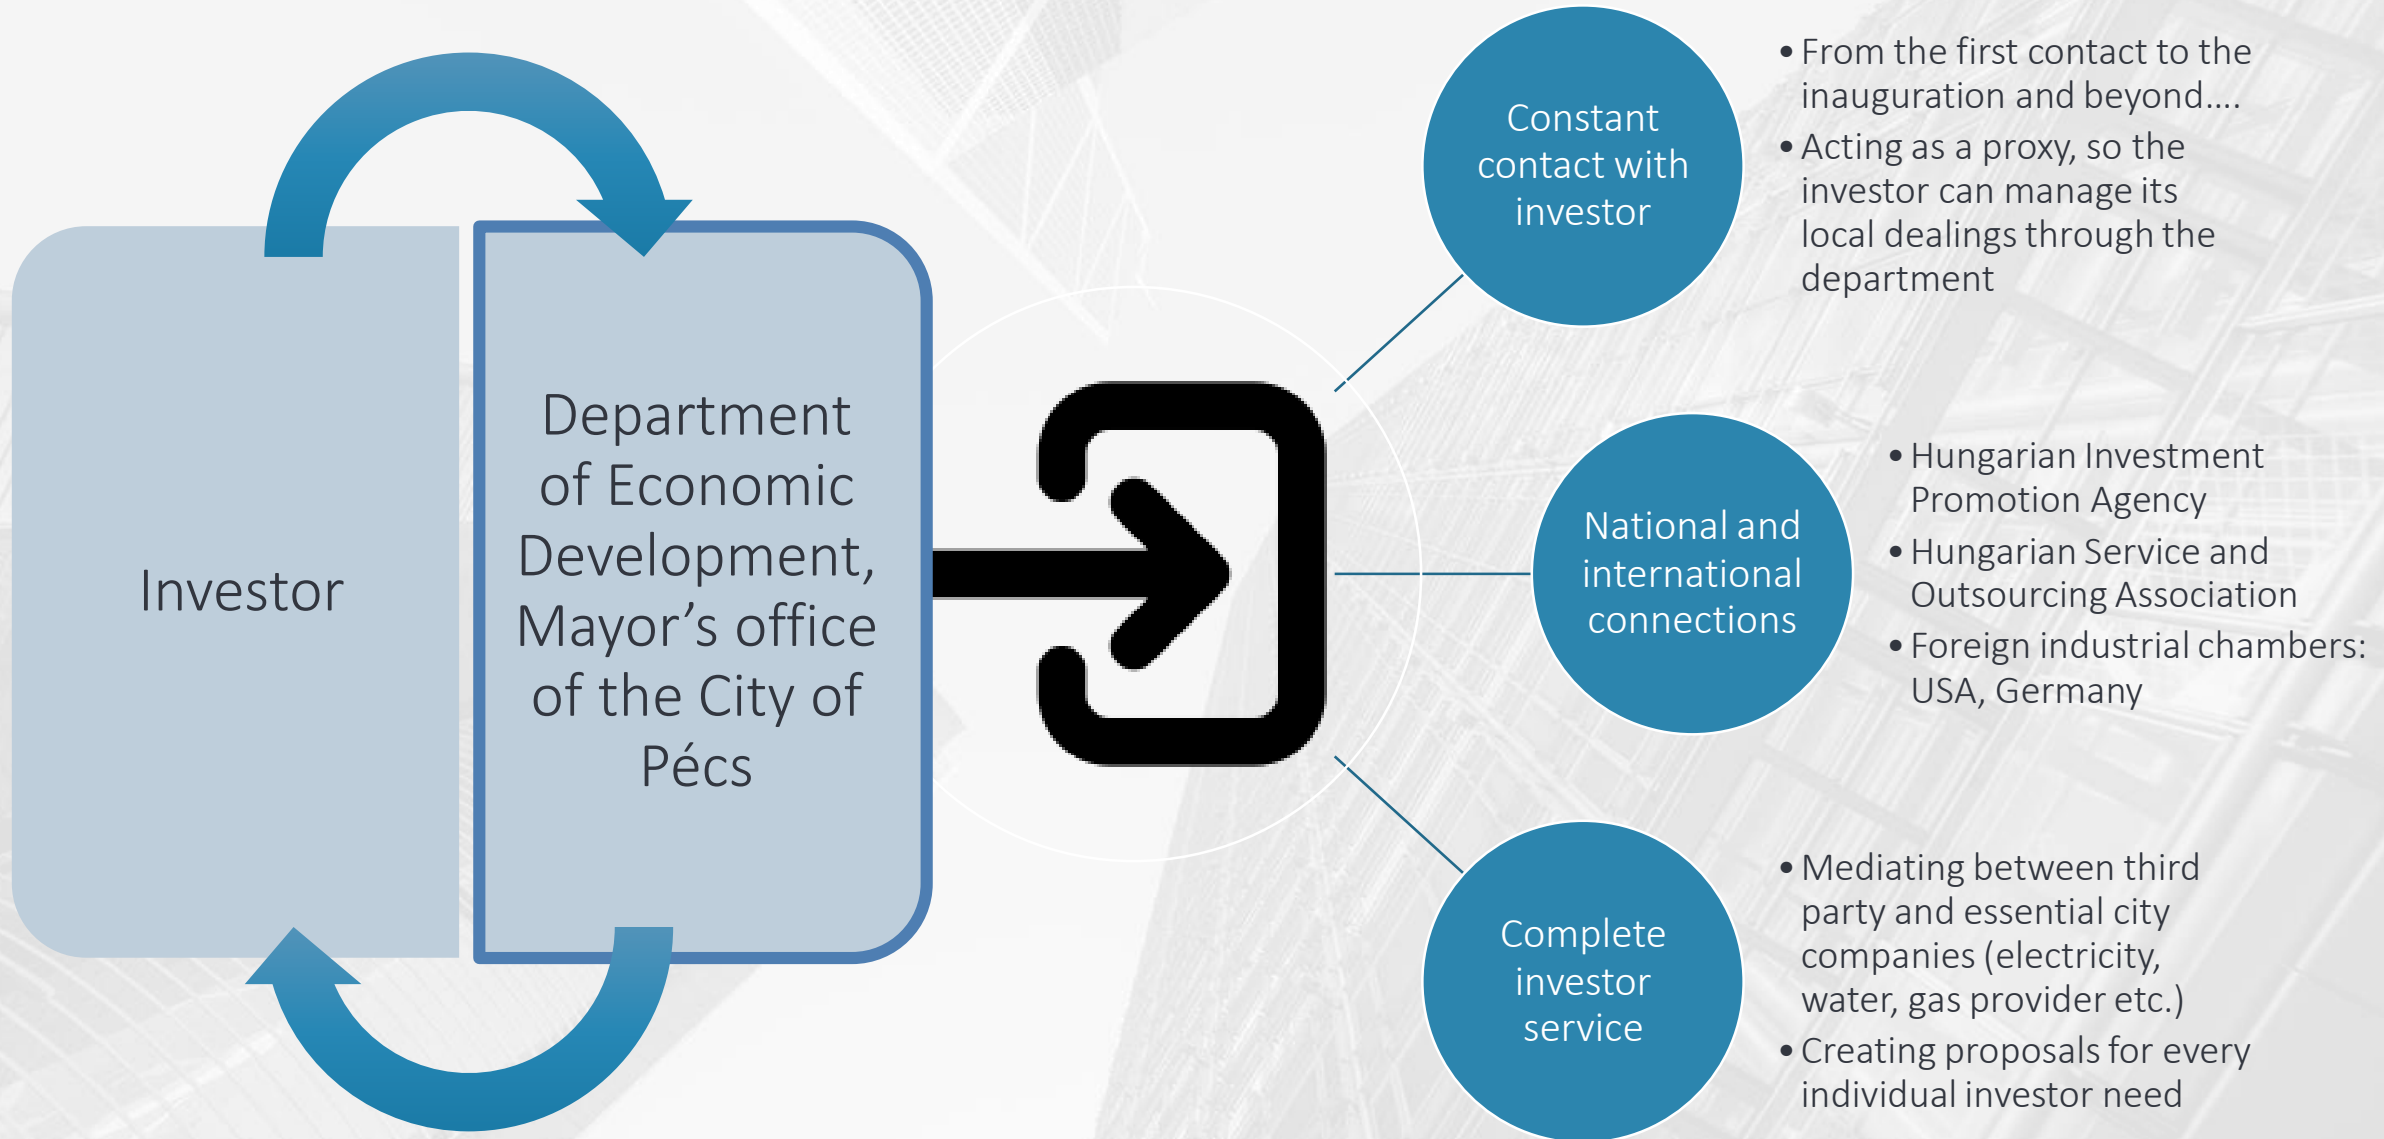 Investor
Department
of Economic
Development,
Mayor’s office
of the City of
Pécs
Constant
contact with
investor
• From the first contact to the
inauguration and beyond....
• Acting as a proxy, so the
investor can manage its
local dealings through the
department
National and
international
connections
• Hungarian Investment
Promotion Agency
• Hungarian Service and
Outsourcing Association
• Foreign industrial chambers:
USA, Germany
Complete
investor
service
• Mediating between third
party and essential city
companies (electricity,
water, gas provider etc.)
• Creating proposals for every
individual investor need